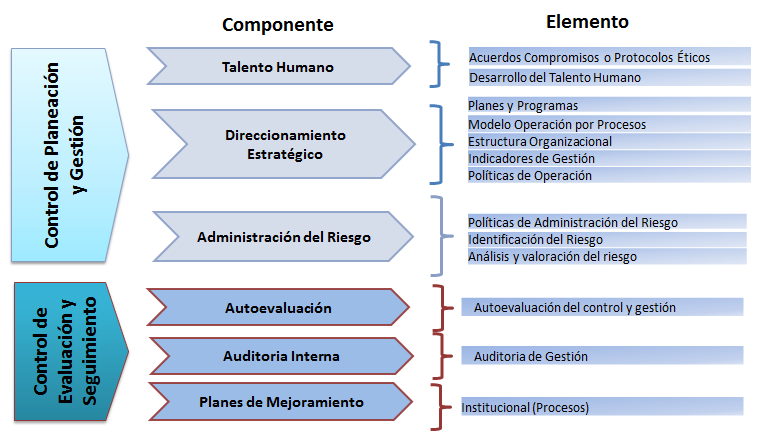 Componente
Elemento
Control de Planeación
y Gestión
Talento Humano
Acuerdos Compromisos o Protocolos Éticos
Desarrollo del Talento Humano
Direccionamiento
Estratégico
Planes y Programas
Modelo Operación por Procesos
Estructura Organizacional
Indicadores de Gestión
Políticas de Operación
Administración del Riesgo
Políticas de Administración del Riesgo
Identificación del Riesgo
Análisis y valoración del riesgo
Control de
Evaluación y
Seguimiento
Autoevaluación
Autoevaluación del control y gestión
Auditoria Interna
Auditoria de Gestión
Planes de Mejoramiento
Institucional (Procesos)